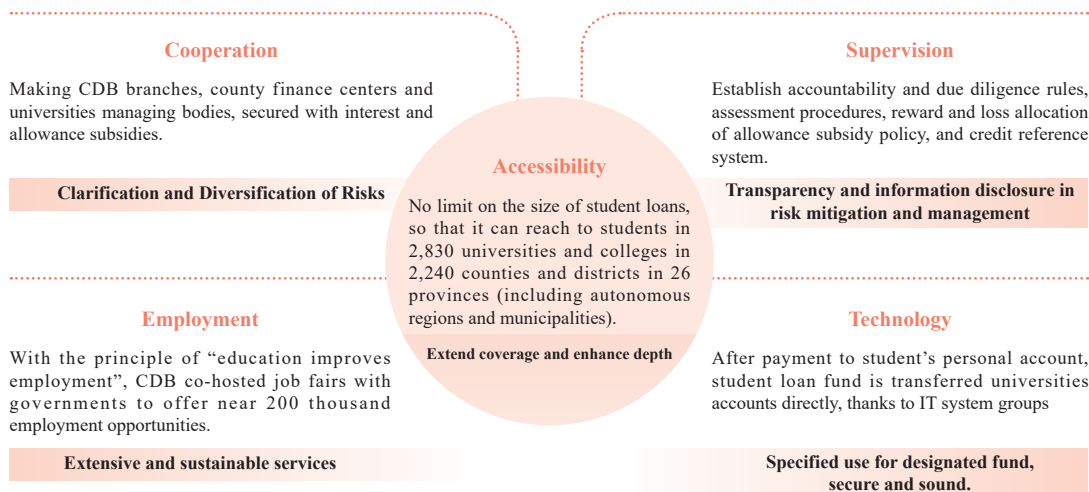 Cooperation
Making CDB branches, county finance centers and
universities managing bodies, secured with interest and
allowance subsidies.
Clarification and Diversification of Risks
Supervision
Establish accountability and due diligence rules,
assessment procedures, reward and loss allocation
of allowance subsidy policy, and credit reference
system.
Transparency and information disclosure in
risk mitigation and management
Accessibility
No limit on the size of student loans,
so that it can reach to students in
2,830 universities and colleges in
2,240 counties and districts in 26
provinces (including autonomous
regions and municipalities).
Extend coverage and enhance depth
Employment
With the principle of “education improves
employment”, CDB co-hosted job fairs with
governments to offer near 200 thousand
employment opportunities.
Extensive and sustainable services
Technology
After payment to student’s personal account,
student loan fund is transferred universities
accounts directly, thanks to IT system groups
Specified use for designated fund,
secure and sound.